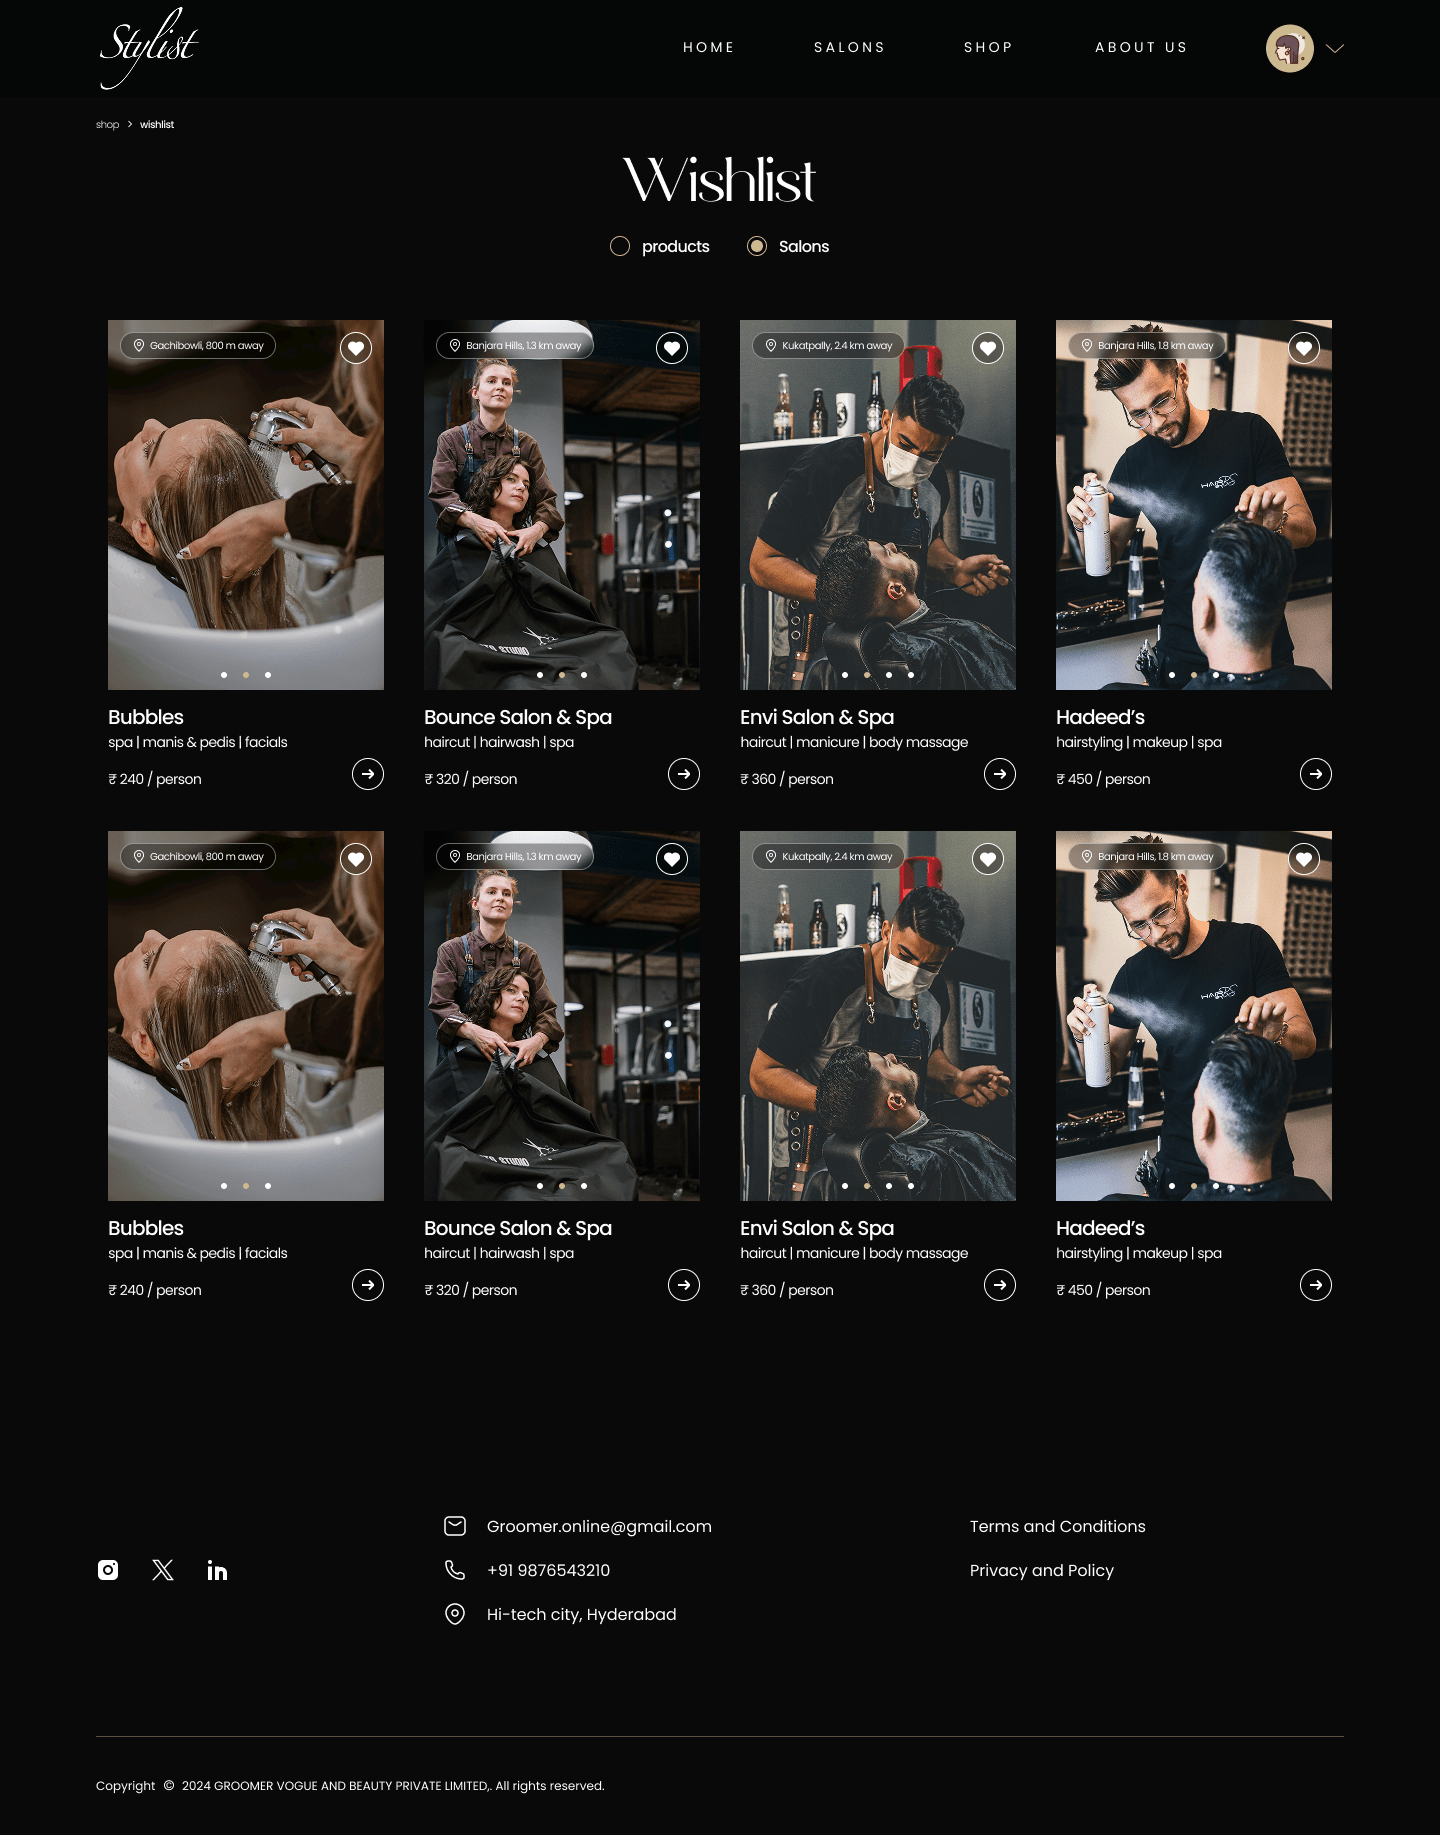 Stylist
HOME SALONS SHOP ABOUT US
shop > wishlist
Wishlist
products Salons
Gachibowli, 800 m away
Banjara Hills, 1.3 km away
Kukatpally, 2.4 km away
Banjara Hills, 1.8 km away
STUDIO
Bubbles
spa | manis & pedis | facials
₹ 240 / person
Bounce Salon & Spa
haircut | hairwash | spa
₹ 320 / person
Envi Salon & Spa
haircut | manicure | body massage
₹ 360 / person
Hadeed’s
hairstyling | makeup | spa
₹ 450 / person
Gachibowli, 800 m away
Banjara Hills, 1.3 km away
Kukatpally, 2.4 km away
Banjara Hills, 1.8 km away
STUDIO
Bubbles
spa | manis & pedis | facials
₹ 240 / person
Bounce Salon & Spa
haircut | hairwash | spa
₹ 320 / person
Envi Salon & Spa
haircut | manicure | body massage
₹ 360 / person
Hadeed’s
hairstyling | makeup | spa
₹ 450 / person
Groomer.online@gmail.com
+91 9876543210
Hi-tech city, Hyderabad
Terms and Conditions
Privacy and Policy
Copyright © 2024 GROOMER VOGUE AND BEAUTY PRIVATE LIMITED,. All rights reserved.